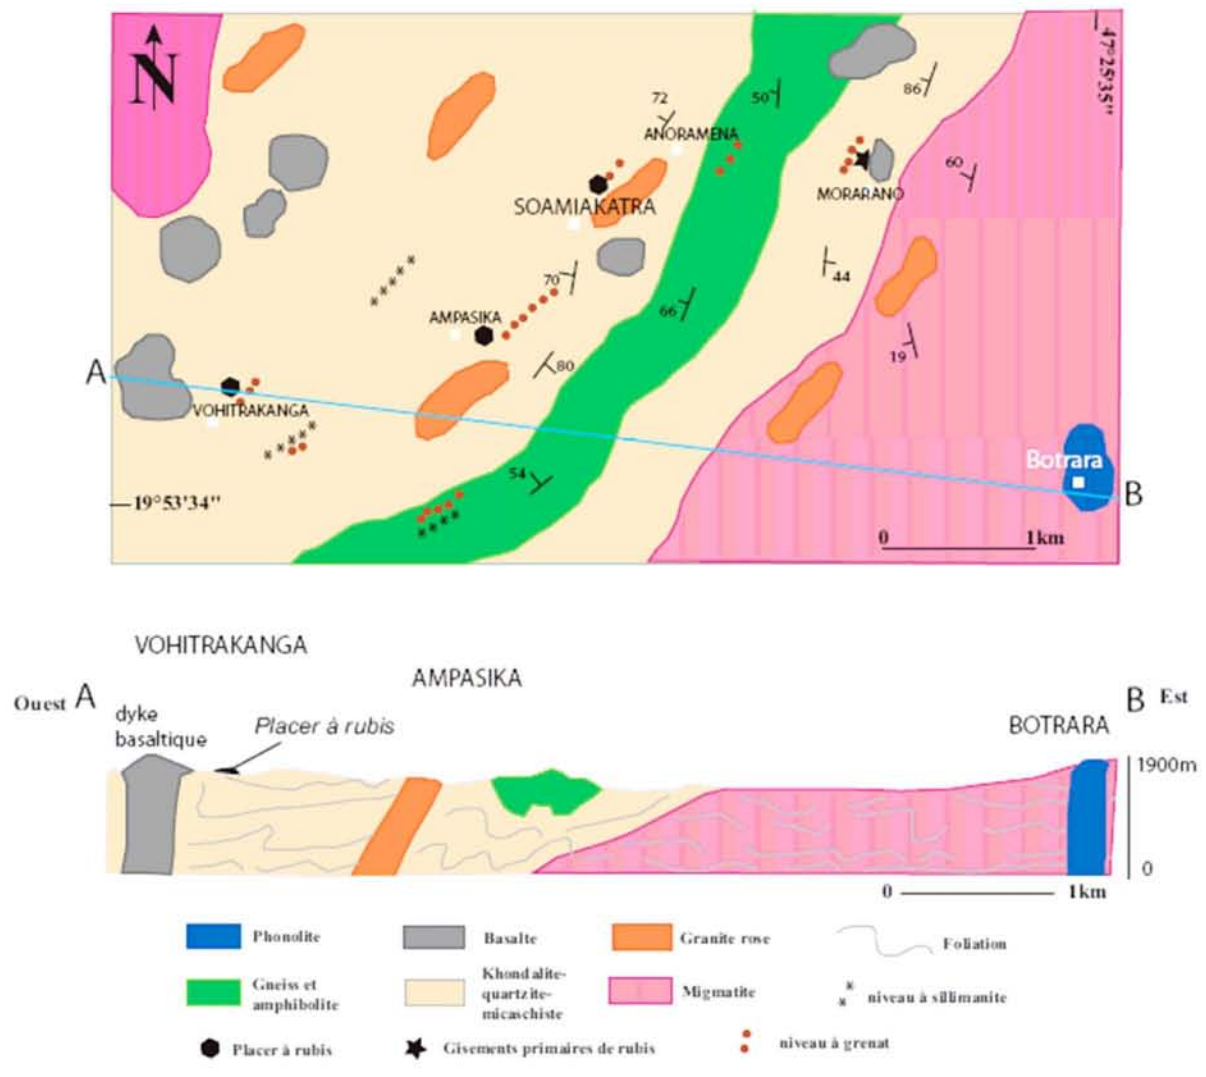 N
47°25'35"
72
50
86
ANORAMENA
60
MORARANO
SOAMIAKATRA
70
44
66
AMPASIKA
19
80
A
VOHITRAKANGA
54
Botrara
B
19°53'34"
0 1km
VOHITRAKANGA
AMPASIKA
Ouest A
B Est
dyke
basaltique
Placer à rubis
BOTRARA
1900m
0
0 1km
Phonolite
Basalte
Granite rose
Foliation
Gneiss et
amphibolite
Khondalite-
quartzite-
micaschiste
Migmatite
niveau à sillimanite
Placer à rubis
Gisements primaires de rubis
niveau à grenat